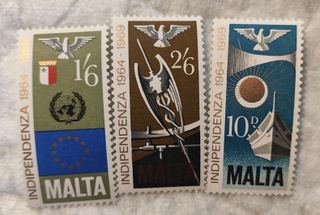 INDIPENDENZA 1964 - 1969
1/6
MALTA
INDIPENDENZA 1964 - 1969
2/6
MALTA
INDIPENDENZA 1964 - 1969
10D
MALTA